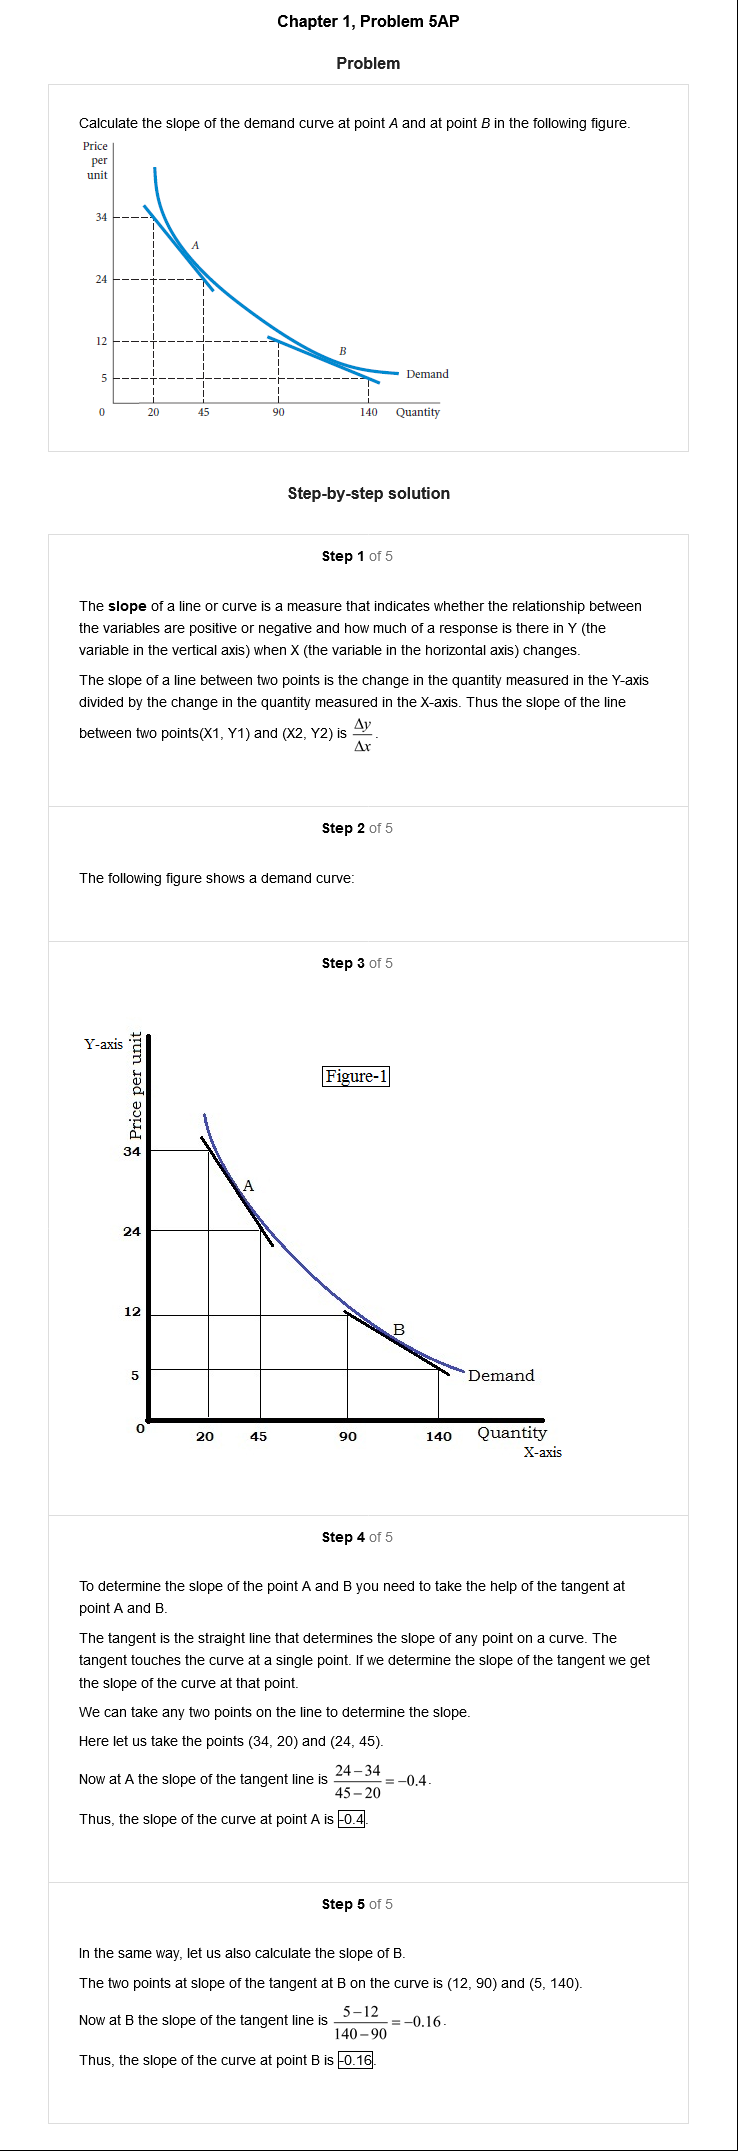 Chapter 1, Problem 5AP
Problem
Calculate the slope of the demand curve at point A and at point B in the following figure.
Price
per
unit
34
A
24
12
B
5
Demand
0 20 45 90 140 Quantity
Step-by-step solution
Step 1 of 5
The slope of a line or curve is a measure that indicates whether the relationship between
the variables are positive or negative and how much of a response is there in Y (the
variable in the vertical axis) when X (the variable in the horizontal axis) changes.
The slope of a line between two points is the change in the quantity measured in the Y-axis
divided by the change in the quantity measured in the X-axis. Thus the slope of the line
between two points(X1, Y1) and (X2, Y2) is Δy/Δx.
Step 2 of 5
The following figure shows a demand curve:
Step 3 of 5
Y-axis
Price per unit
Figure-1
34
A
24
12
B
5
Demand
0 20 45 90 140 Quantity
X-axis
Step 4 of 5
To determine the slope of the point A and B you need to take the help of the tangent at
point A and B.
The tangent is the straight line that determines the slope of any point on a curve. The
tangent touches the curve at a single point. If we determine the slope of the tangent we get
the slope of the curve at that point.
We can take any two points on the line to determine the slope.
Here let us take the points (34, 20) and (24, 45).
Now at A the slope of the tangent line is (24–34)/(45–20) = –0.4.
Thus, the slope of the curve at point A is -0.4.
Step 5 of 5
In the same way, let us also calculate the slope of B.
The two points at slope of the tangent at B on the curve is (12, 90) and (5, 140).
Now at B the slope of the tangent line is (5–12)/(140–90) = –0.16.
Thus, the slope of the curve at point B is -0.16.